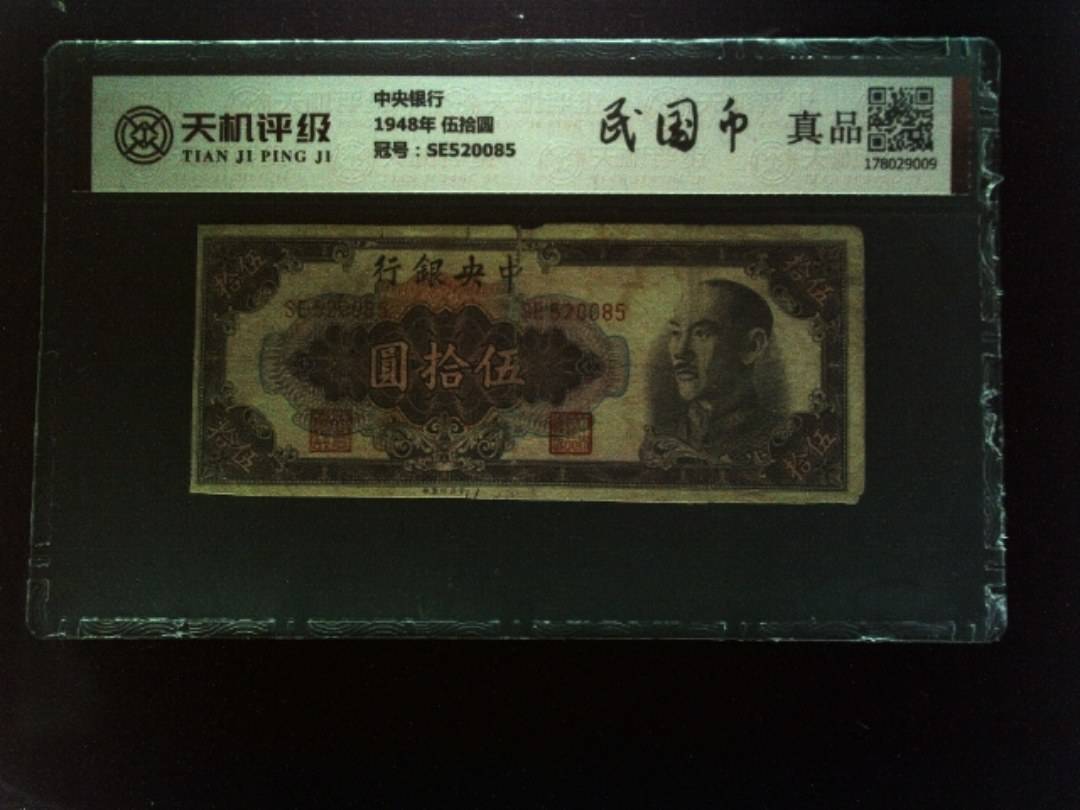 天机评级
TIAN JI PING JI
中央银行
1948年 伍拾圆
冠号：SE520085
民国币
真品
178029009
行銀央中
拾伍
拾伍
SE520085
SE520085
圓拾伍
拾伍
拾伍